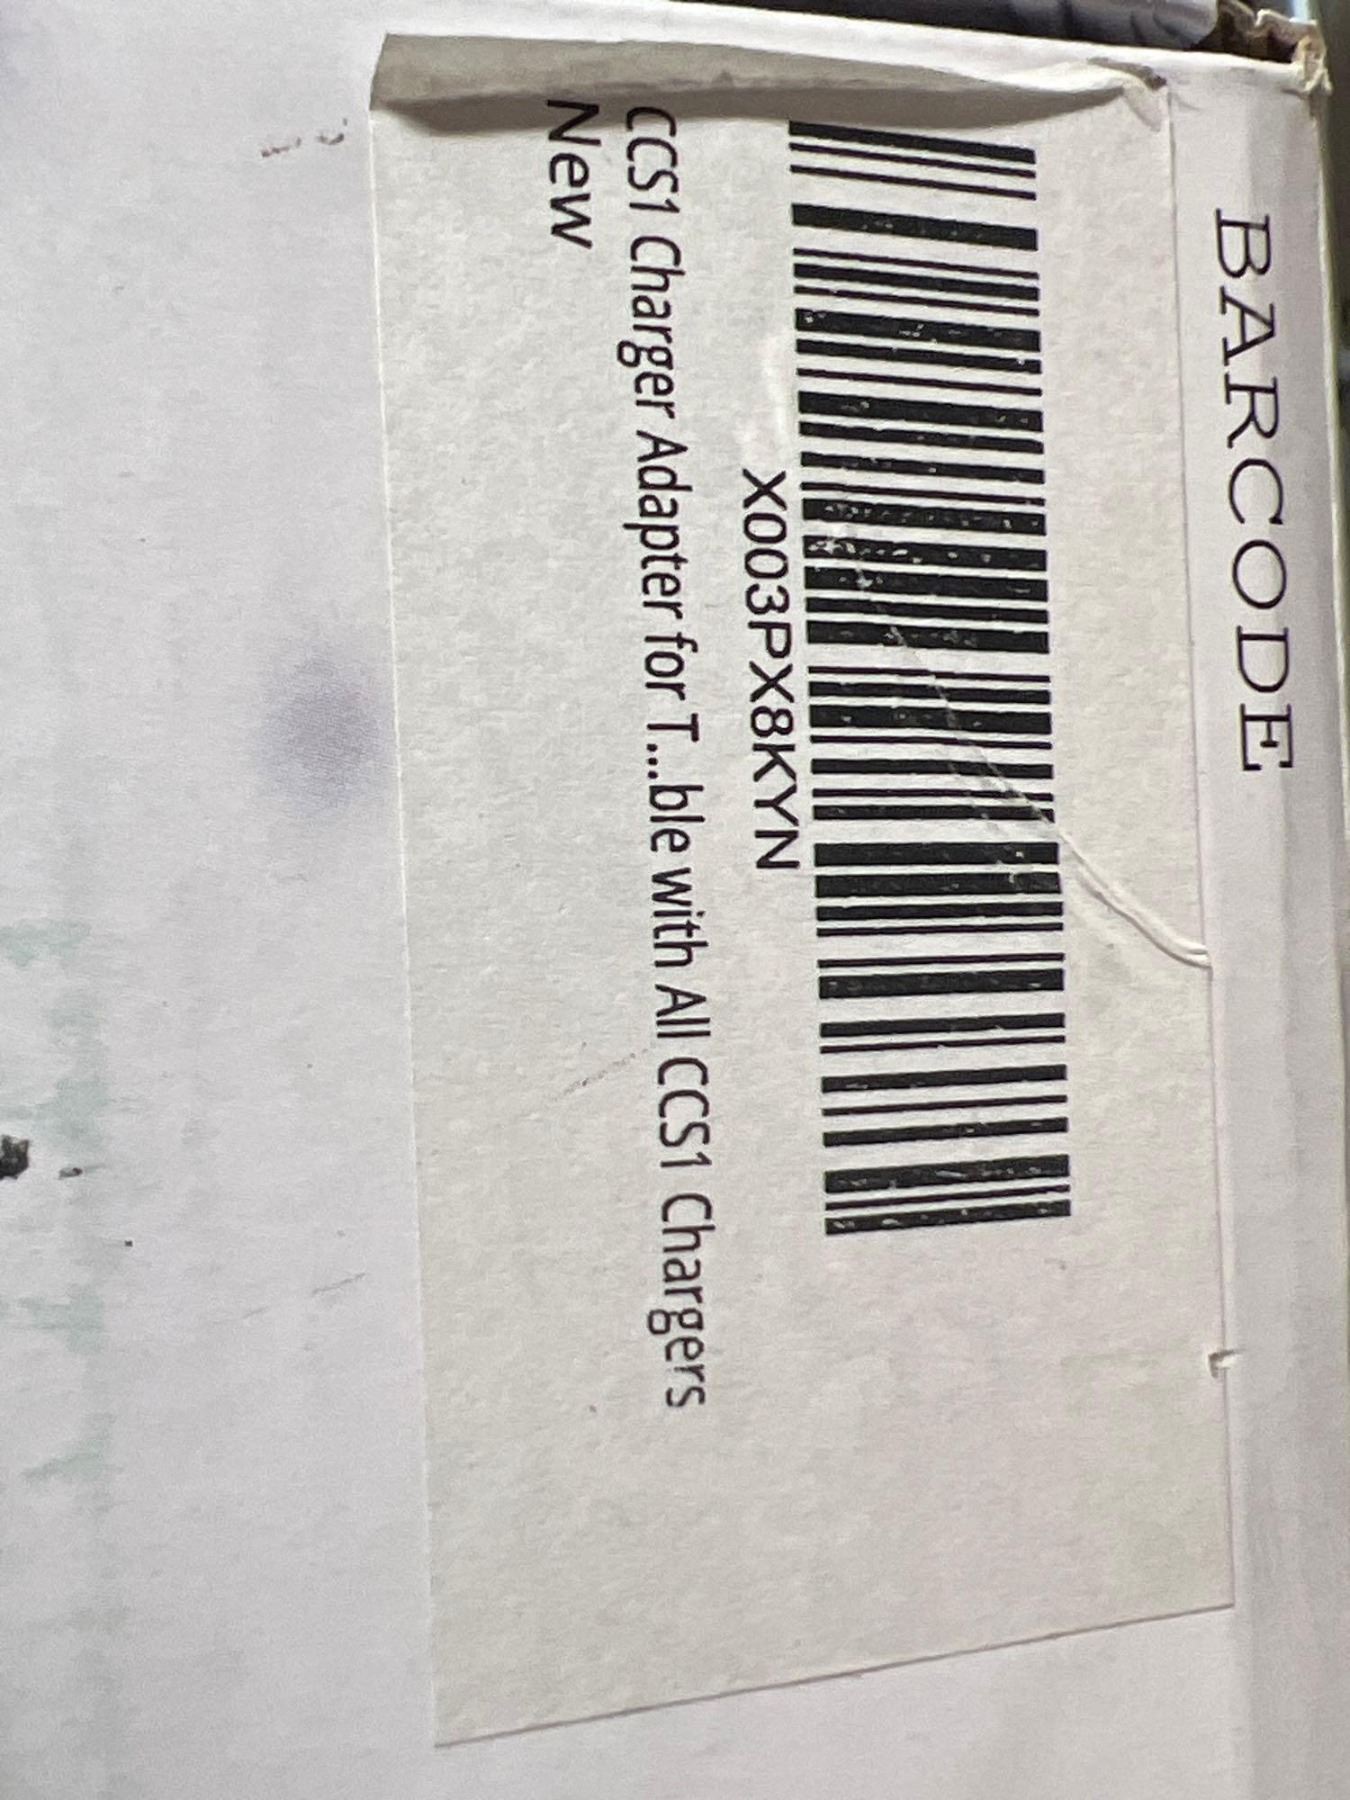 BARCODE
X003PX8KYN
CCS1 Charger Adapter for T...ble with All CCS1 Chargers
New